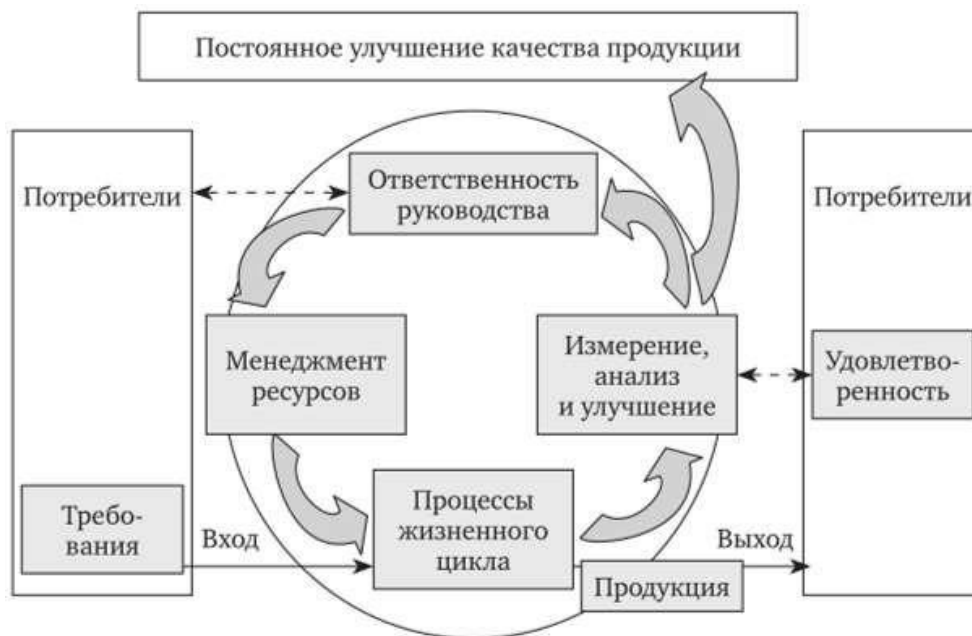 Постоянное улучшение качества продукции
Потребители
Ответственность
руководства
Потребители
Менеджмент
ресурсов
Измерение,
анализ
и улучшение
Удовлетво-
ренность
Требо-
вания
Вход
Процессы
жизненного
цикла
Выход
Продукция